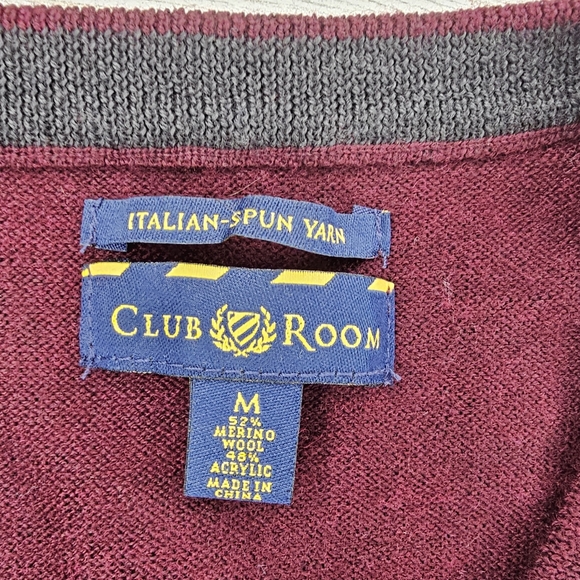 ITALIAN-SPUN YARN
CLUB ROOM
M
52%
MERINO
WOOL
48%
ACRYLIC
MADE IN
CHINA